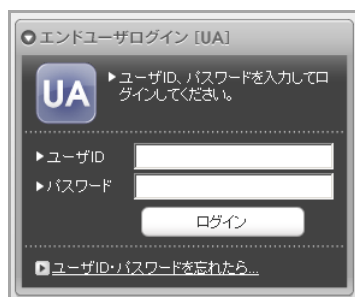 エンドユーザログイン [UA]
UA
ユーザID、パスワードを入力してロ
グインしてください。
ユーザID
パスワード
ログイン
ユーザID・パスワードを忘れたら...